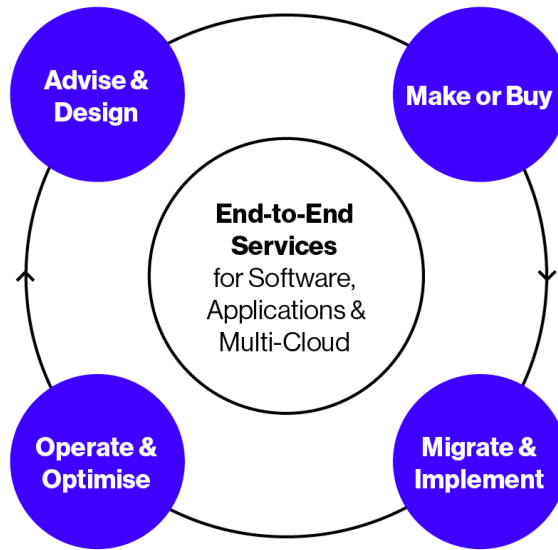 Advise &
Design
Make or Buy
End-to-End
Services
for Software,
Applications &
Multi-Cloud
Operate &
Optimise
Migrate &
Implement